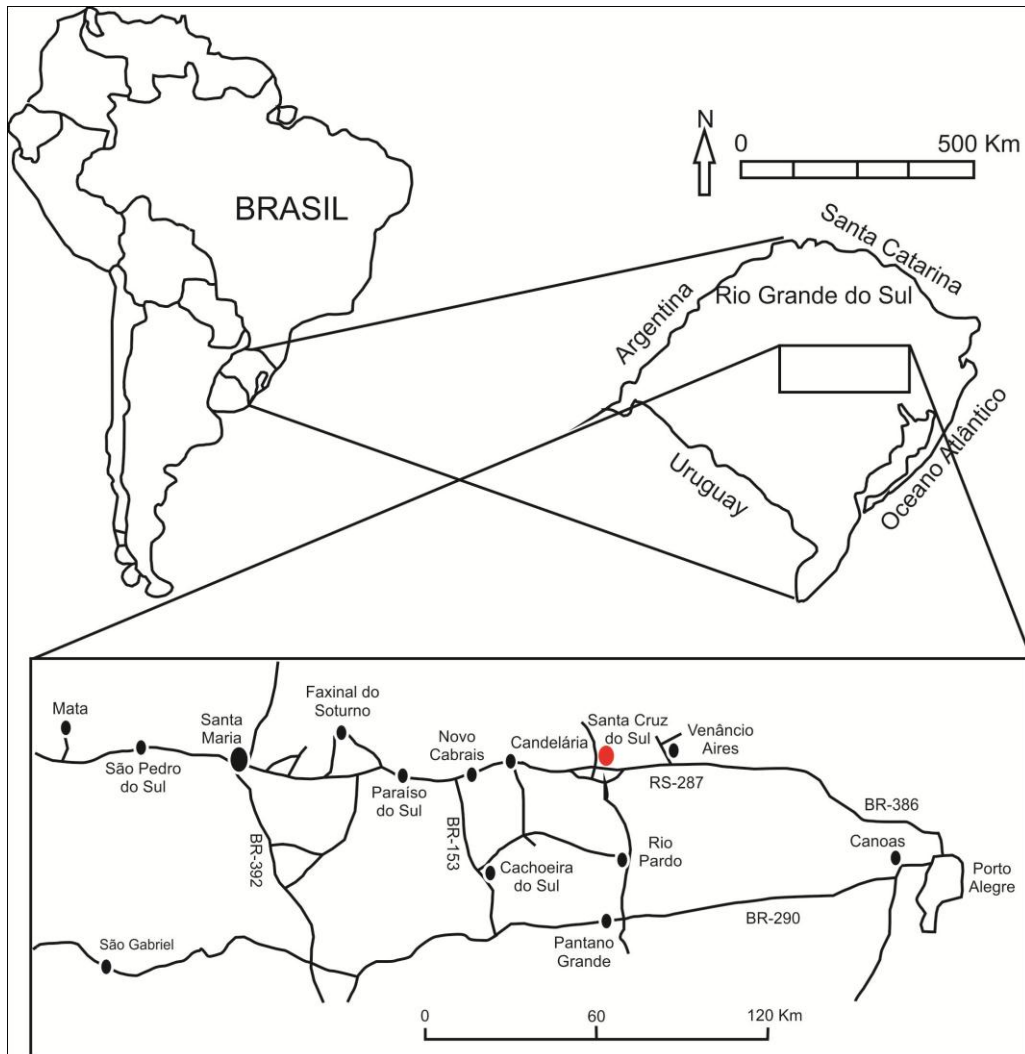 BRASIL
N
0
500 Km
Santa Catarina
Rio Grande do Sul
Argentina
Uruguay
Oceano Atlântico
Mata
São Pedro
do Sul
Santa
Maria
Faxinal do
Soturno
Paraíso
do Sul
Novo
Cabrais
Candelária
Santa Cruz
do Sul
Venâncio
Aires
RS-287
BR-386
BR-392
BR-153
Cachoeira
do Sul
Rio
Pardo
Canoas
Porto
Alegre
BR-290
São Gabriel
Pantano
Grande
0
60
120 Km